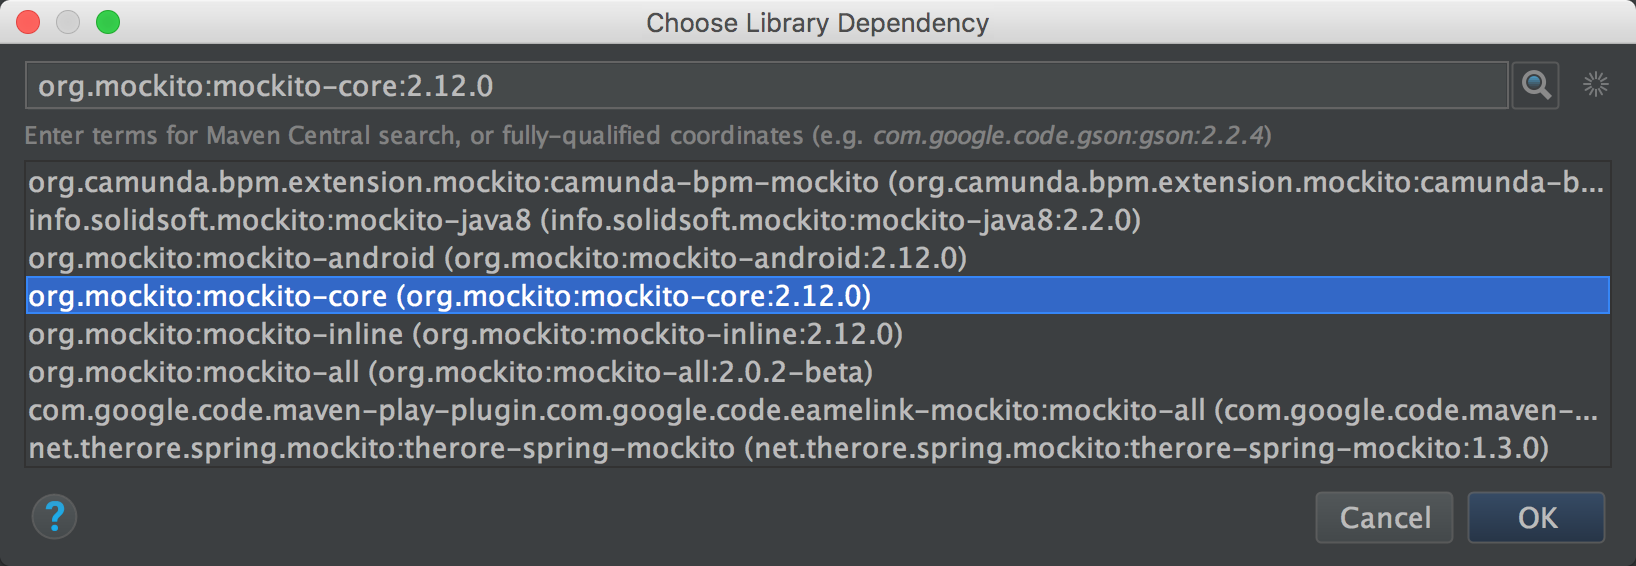 Choose Library Dependency
org.mockito:mockito-core:2.12.0
Enter terms for Maven Central search, or fully-qualified coordinates (e.g. com.google.code.gson:gson:2.2.4)
org.camunda.bpm.extension.mockito:camunda-bpm-mockito (org.camunda.bpm.extension.mockito:camunda-b...
info.solidsoft.mockito:mockito-java8 (info.solidsoft.mockito:mockito-java8:2.2.0)
org.mockito:mockito-android (org.mockito:mockito-android:2.12.0)
org.mockito:mockito-core (org.mockito:mockito-core:2.12.0)
org.mockito:mockito-inline (org.mockito:mockito-inline:2.12.0)
org.mockito:mockito-all (org.mockito:mockito-all:2.0.2-beta)
com.google.code.maven-play-plugin.com.google.code.eamelink-mockito:mockito-all (com.google.code.maven-...
net.therore.spring.mockito:therore-spring-mockito (net.therore.spring.mockito:therore-spring-mockito:1.3.0)
? Cancel OK